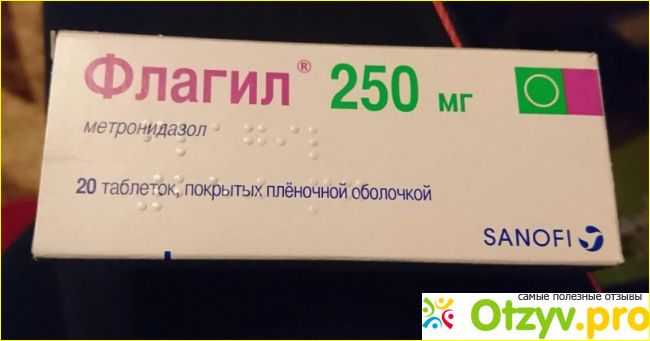 Флагил® 250 мг
метронидазол
20 таблеток, покрытых плёночной оболочкой
SANOFI
самые полезные отзывы
Otzyv.pro